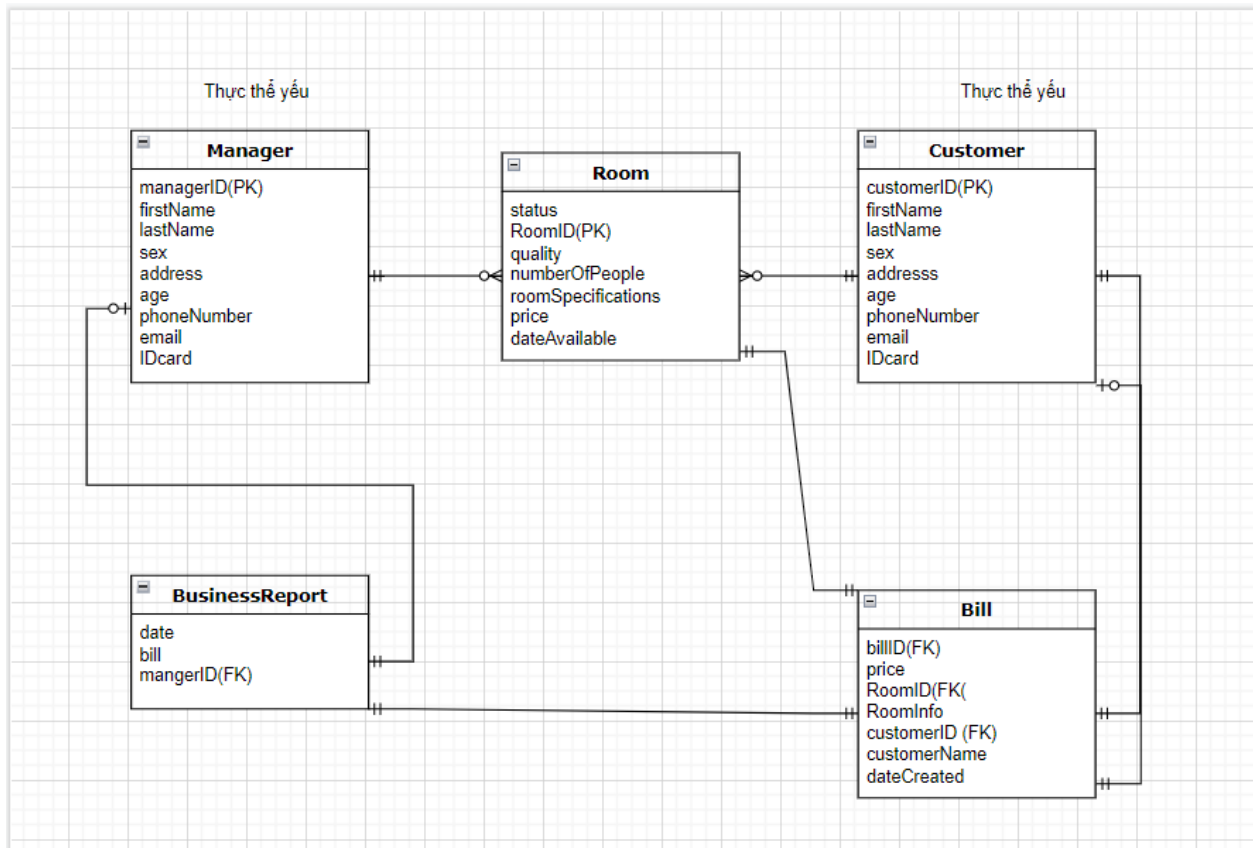 Thực thể yếu
Thực thể yếu
Manager
managerID(PK)
firstName
lastName
sex
address
age
phoneNumber
email
IDcard
Room
status
RoomID(PK)
quality
numberOfPeople
roomSpecifications
price
dateAvailable
Customer
customerID(PK)
firstName
lastName
sex
addresss
age
phoneNumber
email
IDcard
BusinessReport
date
bill
mangerID(FK)
Bill
billID(FK)
price
RoomID(FK(
RoomInfo
customerID (FK)
customerName
dateCreated